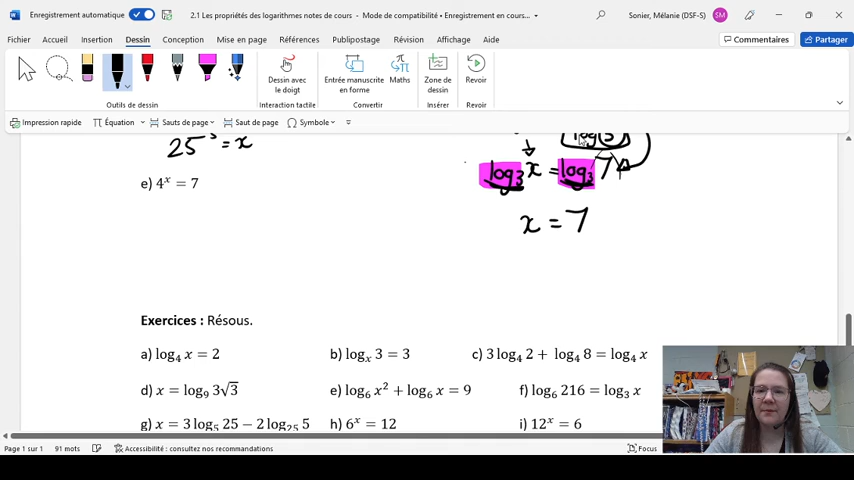 Enregistrement automatique 2.1 Les propriétés des logarithmes notes de cours - Mode de compatibilité • Enregistrement en cours... Sonier, Mélanie (DSF-S) SM
Fichier Accueil Insertion Dessin Conception Mise en page Références Publipostage Révision Affichage Aide Commentaires Partager
Dessin avec le doigt Entrée manuscrite en forme Maths Zone de dessin Revoir
Outils de dessin Interaction tactile Convertir Insérer Revoir
Impression rapide Équation Sauts de page Saut de page Symbole
= x
log₃ x = log₃ 7
e) 4ˣ = 7
x = 7
Exercices : Résous.
a) log₄ x = 2 b) logₓ 3 = 3 c) 3 log₄ 2 + log₄ 8 = log₄ x
d) x = log₉ 3√3 e) log₆ x² + log₆ x = 9 f) log₆ 216 = log₃ x
g) x = 3 log₅ 25 − 2 log₂₅ 5 h) 6ˣ = 12 i) 12ˣ = 6
Page 1 sur 1 91 mots Accessibilité : consultez nos recommandations Focus